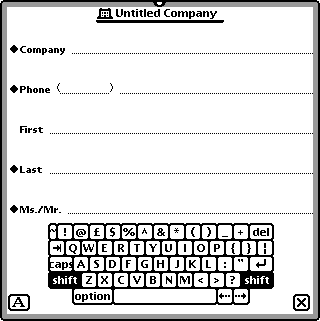 Untitled Company
Company
Phone ( )
First
Last
Ms./Mr.
~ ! @ £ $ % ^ & * ( ) _ + del
Q W E R T Y U I O P { } ¦
caps A S D F G H J K L : "
shift Z X C V B N M < > ? shift
option
A